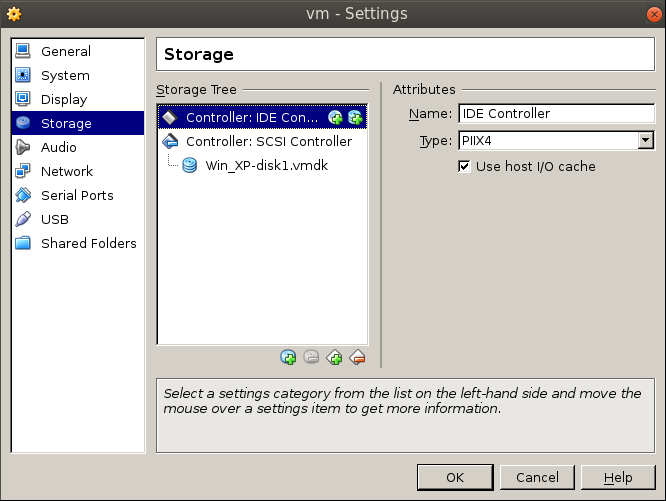 vm - Settings
General
System
Display
Storage
Audio
Network
Serial Ports
USB
Shared Folders
Storage
Storage Tree
Controller: IDE Con...
Controller: SCSI Controller
Win_XP-disk1.vmdk
Attributes
Name: IDE Controller
Type: PIIX4
Use host I/O cache
Select a settings category from the list on the left-hand side and move the
mouse over a settings item to get more information.
OK Cancel Help